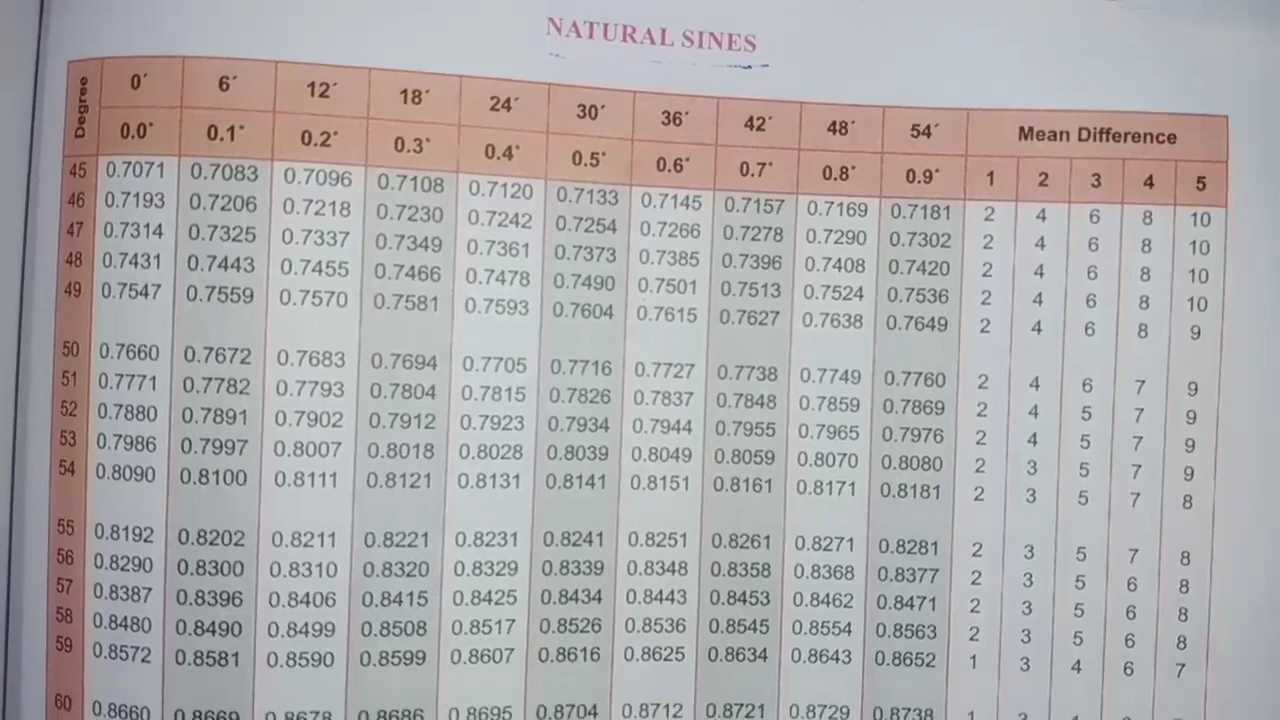 NATURAL SINES
Degree 0´ 6´ 12´ 18´ 24´ 30´ 36´ 42´ 48´ 54´ Mean Difference
0.0° 0.1° 0.2° 0.3° 0.4° 0.5° 0.6° 0.7° 0.8° 0.9° 1 2 3 4 5
45 0.7071 0.7083 0.7096 0.7108 0.7120 0.7133 0.7145 0.7157 0.7169 0.7181 2 4 6 8 10
46 0.7193 0.7206 0.7218 0.7230 0.7242 0.7254 0.7266 0.7278 0.7290 0.7302 2 4 6 8 10
47 0.7314 0.7325 0.7337 0.7349 0.7361 0.7373 0.7385 0.7396 0.7408 0.7420 2 4 6 8 10
48 0.7431 0.7443 0.7455 0.7466 0.7478 0.7490 0.7501 0.7513 0.7524 0.7536 2 4 6 8 10
49 0.7547 0.7559 0.7570 0.7581 0.7593 0.7604 0.7615 0.7627 0.7638 0.7649 2 4 6 8 9
50 0.7660 0.7672 0.7683 0.7694 0.7705 0.7716 0.7727 0.7738 0.7749 0.7760 2 4 6 7 9
51 0.7771 0.7782 0.7793 0.7804 0.7815 0.7826 0.7837 0.7848 0.7859 0.7869 2 4 5 7 9
52 0.7880 0.7891 0.7902 0.7912 0.7923 0.7934 0.7944 0.7955 0.7965 0.7976 2 4 5 7 9
53 0.7986 0.7997 0.8007 0.8018 0.8028 0.8039 0.8049 0.8059 0.8070 0.8080 2 3 5 7 9
54 0.8090 0.8100 0.8111 0.8121 0.8131 0.8141 0.8151 0.8161 0.8171 0.8181 2 3 5 7 8
55 0.8192 0.8202 0.8211 0.8221 0.8231 0.8241 0.8251 0.8261 0.8271 0.8281 2 3 5 7 8
56 0.8290 0.8300 0.8310 0.8320 0.8329 0.8339 0.8348 0.8358 0.8368 0.8377 2 3 5 6 8
57 0.8387 0.8396 0.8406 0.8415 0.8425 0.8434 0.8443 0.8453 0.8462 0.8471 2 3 5 6 8
58 0.8480 0.8490 0.8499 0.8508 0.8517 0.8526 0.8536 0.8545 0.8554 0.8563 2 3 5 6 8
59 0.8572 0.8581 0.8590 0.8599 0.8607 0.8616 0.8625 0.8634 0.8643 0.8652 1 3 4 6 7
60 0.8660 0.8669 0.8678 0.8686 0.8695 0.8704 0.8712 0.8721 0.8729 0.8738